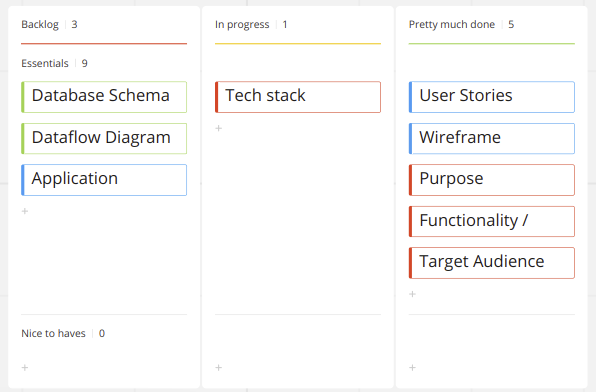 Backlog 3
In progress 1
Pretty much done 5
Essentials 9
Database Schema
Dataflow Diagram
Application
Tech stack
User Stories
Wireframe
Purpose
Functionality /
Target Audience
Nice to haves 0